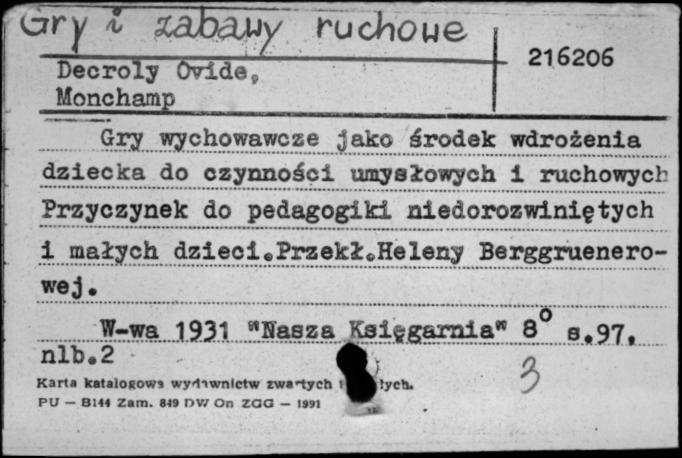 Gry i zabawy ruchowe
216206
Decroly Ovide,
Monchamp
Gry wychowawcze jako środek wdrożenia
dziecka do czynności umysłowych i ruchowych
Przyczynek do pedagogiki niedorozwiniętych
i małych dzieci.Przekł.Heleny Berggruenero-
wej.
W-wa 1931 "Nasza Księgarnia" 8° s.97,
nlb.2
3
Karta katalogowa wydawnictw zwartych
PU — B144 Zam. 849 DW On ZGG — 1991